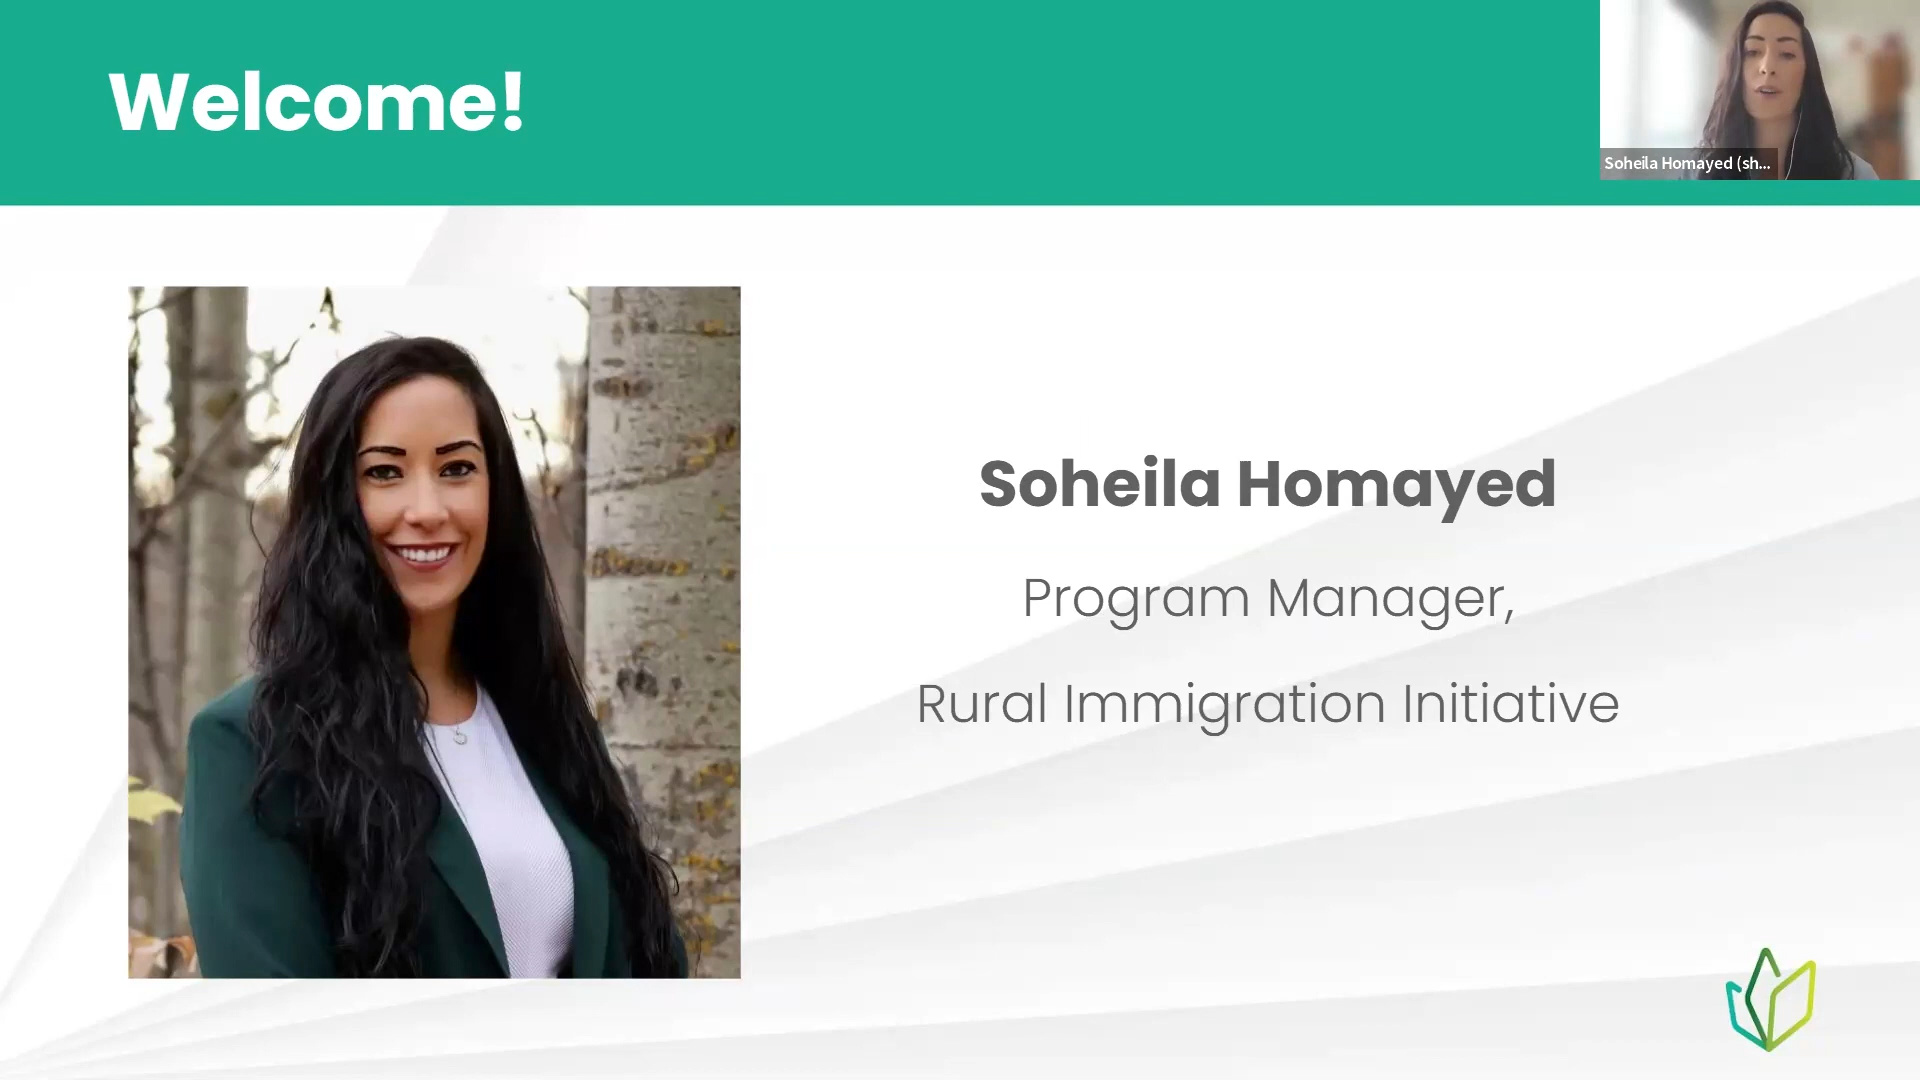 Welcome!
Soheila Homayed (sh...
Soheila Homayed
Program Manager,
Rural Immigration Initiative